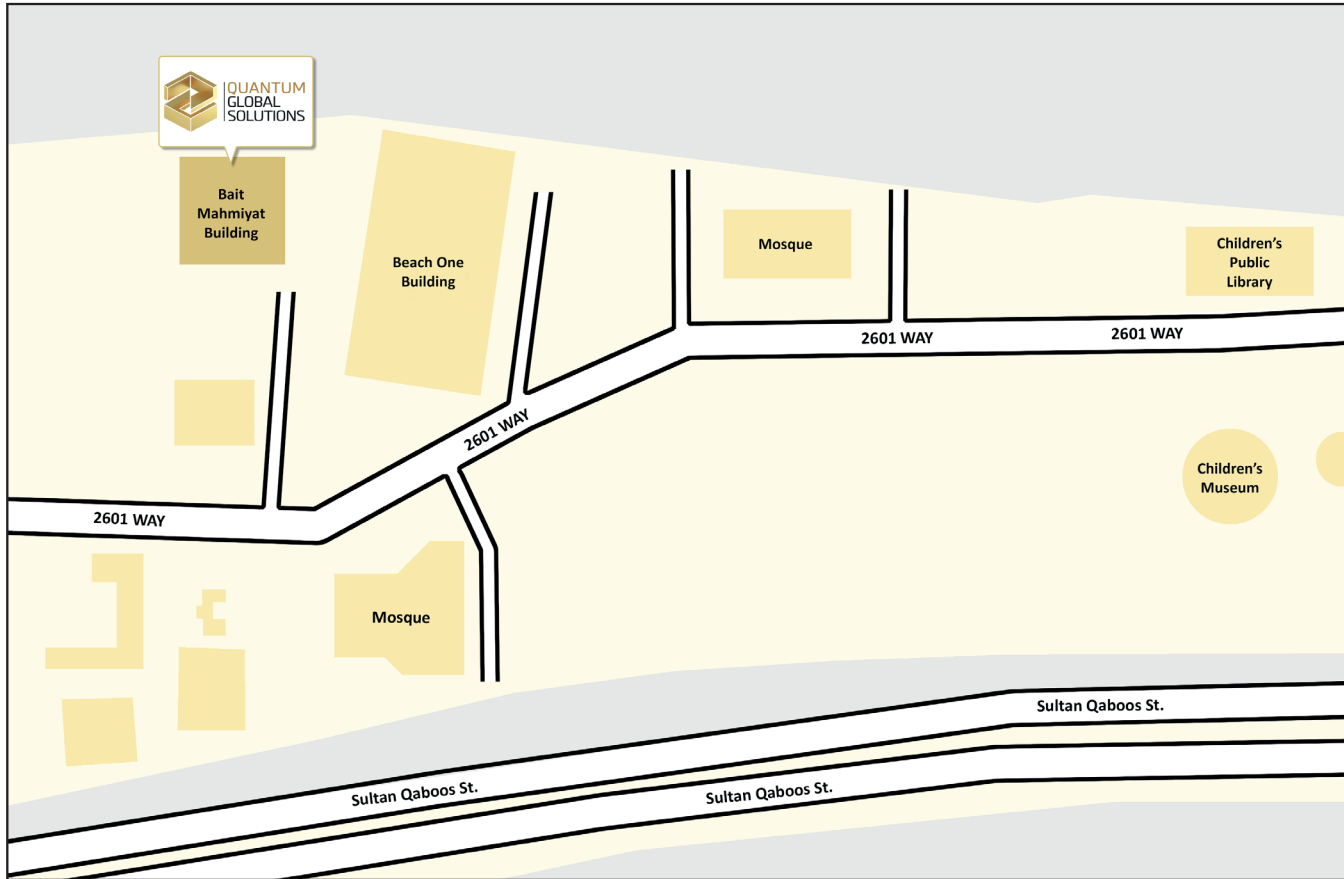 QUANTUM
GLOBAL
SOLUTIONS
Bait
Mahmiyat
Building
Beach One
Building
Mosque
Children's
Public
Library
2601 WAY
2601 WAY
2601 WAY
Children's
Museum
2601 WAY
Mosque
Sultan Qaboos St.
Sultan Qaboos St.
Sultan Qaboos St.